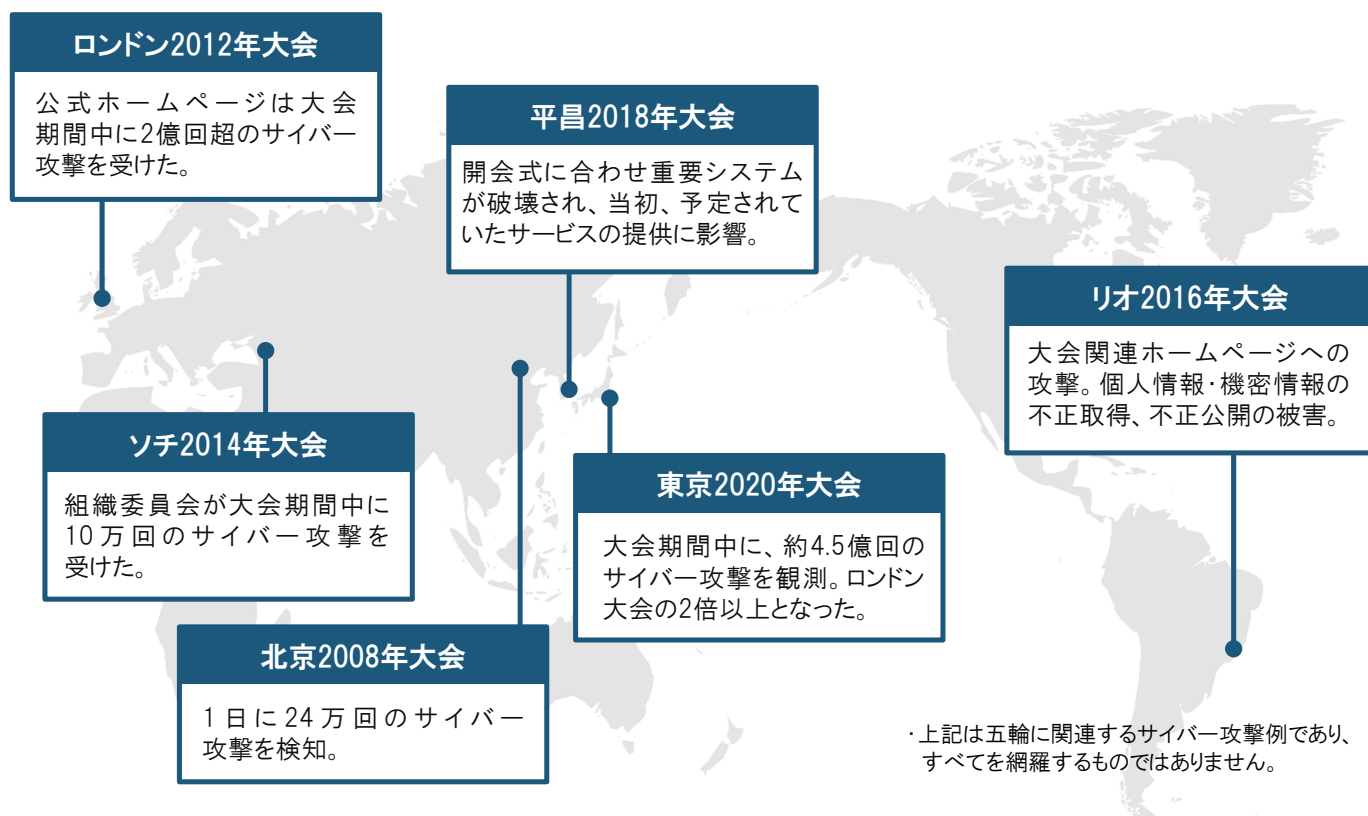 ロンドン2012年大会
公式ホームページは大会
期間中に2億回超のサイバー
攻撃を受けた。
平昌2018年大会
開会式に合わせ重要システム
が破壊され、当初、予定されて
いたサービスの提供に影響。
リオ2016年大会
大会関連ホームページへの
攻撃。個人情報・機密情報の
不正取得、不正公開の被害。
ソチ2014年大会
組織委員会が大会期間中に
10万回のサイバー攻撃を
受けた。
東京2020年大会
大会期間中に、約4.5億回の
サイバー攻撃を観測。ロンドン
大会の2倍以上となった。
北京2008年大会
1日に24万回のサイバー
攻撃を検知。
・上記は五輪に関連するサイバー攻撃例であり、
すべてを網羅するものではありません。